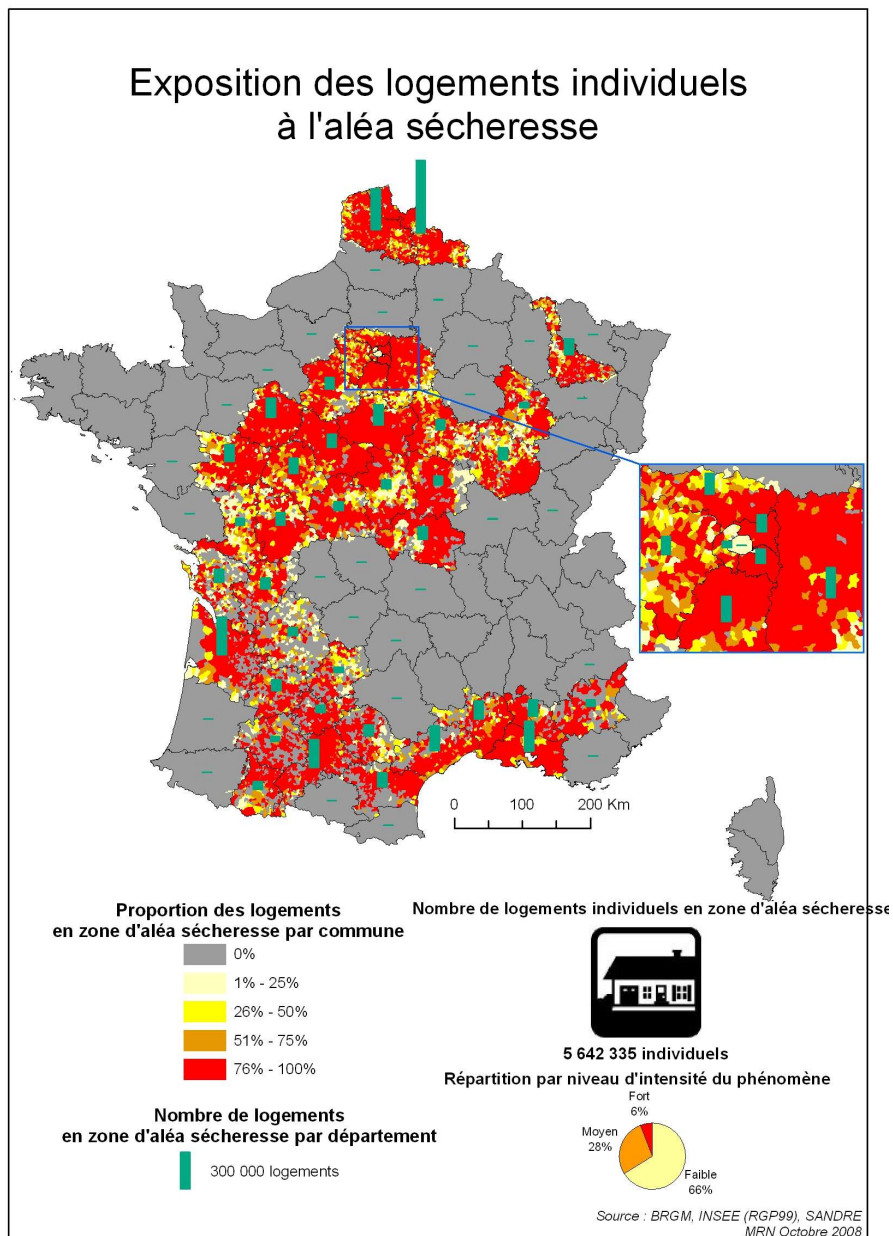 Exposition des logements individuels
à l'aléa sécheresse
0 100 200 Km
Proportion des logements
en zone d'aléa sécheresse par commune
0%
1% - 25%
26% - 50%
51% - 75%
76% - 100%
Nombre de logements
en zone d'aléa sécheresse par département
300 000 logements
Nombre de logements individuels en zone d'aléa sécheresse
5 642 335 individuels
Répartition par niveau d'intensité du phénomène
Fort
6%
Moyen
28%
Faible
66%
Source : BRGM, INSEE (RGP99), SANDRE
MRN Octobre 2008